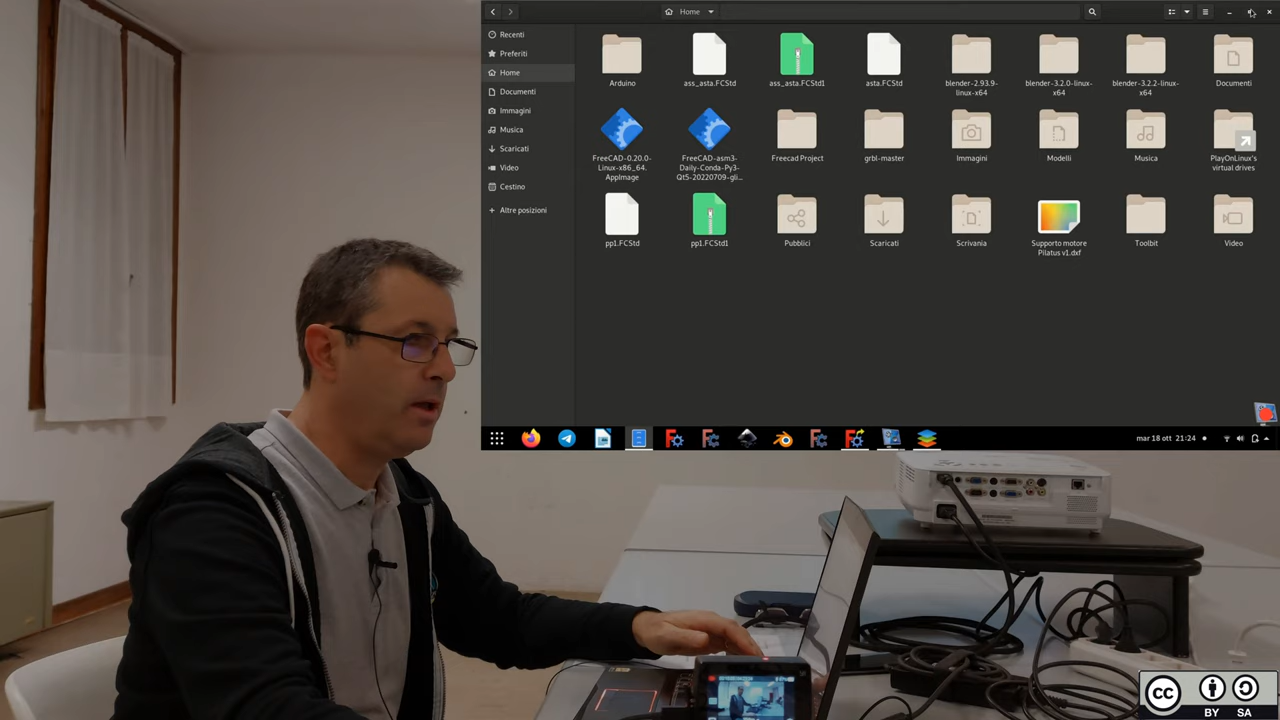 Home
Recenti
Preferiti
Home
Documenti
Immagini
Musica
Scaricati
Video
Cestino
Altre posizioni
Arduino
ass_asta.FCStd
ass_asta.FCStd1
asta.FCStd
blender-2.93.9-
linux-x64
blender-3.2.0-linux-
x64
blender-3.2.2-linux-
x64
Documenti
FreeCAD-0.20.0-
Linux-x86_64.
AppImage
FreeCAD-asm3-
Daily-Conda-Py3-
Qt5-20220709-gli...
Freecad Project
grbl-master
Immagini
Modelli
Musica
PlayOnLinux's
virtual drives
pp1.FCStd
pp1.FCStd1
Pubblici
Scaricati
Scrivania
Supporto motore
Pilatus v1.dxf
Toolbit
Video
mar 18 ott 21:24
CC
BY SA